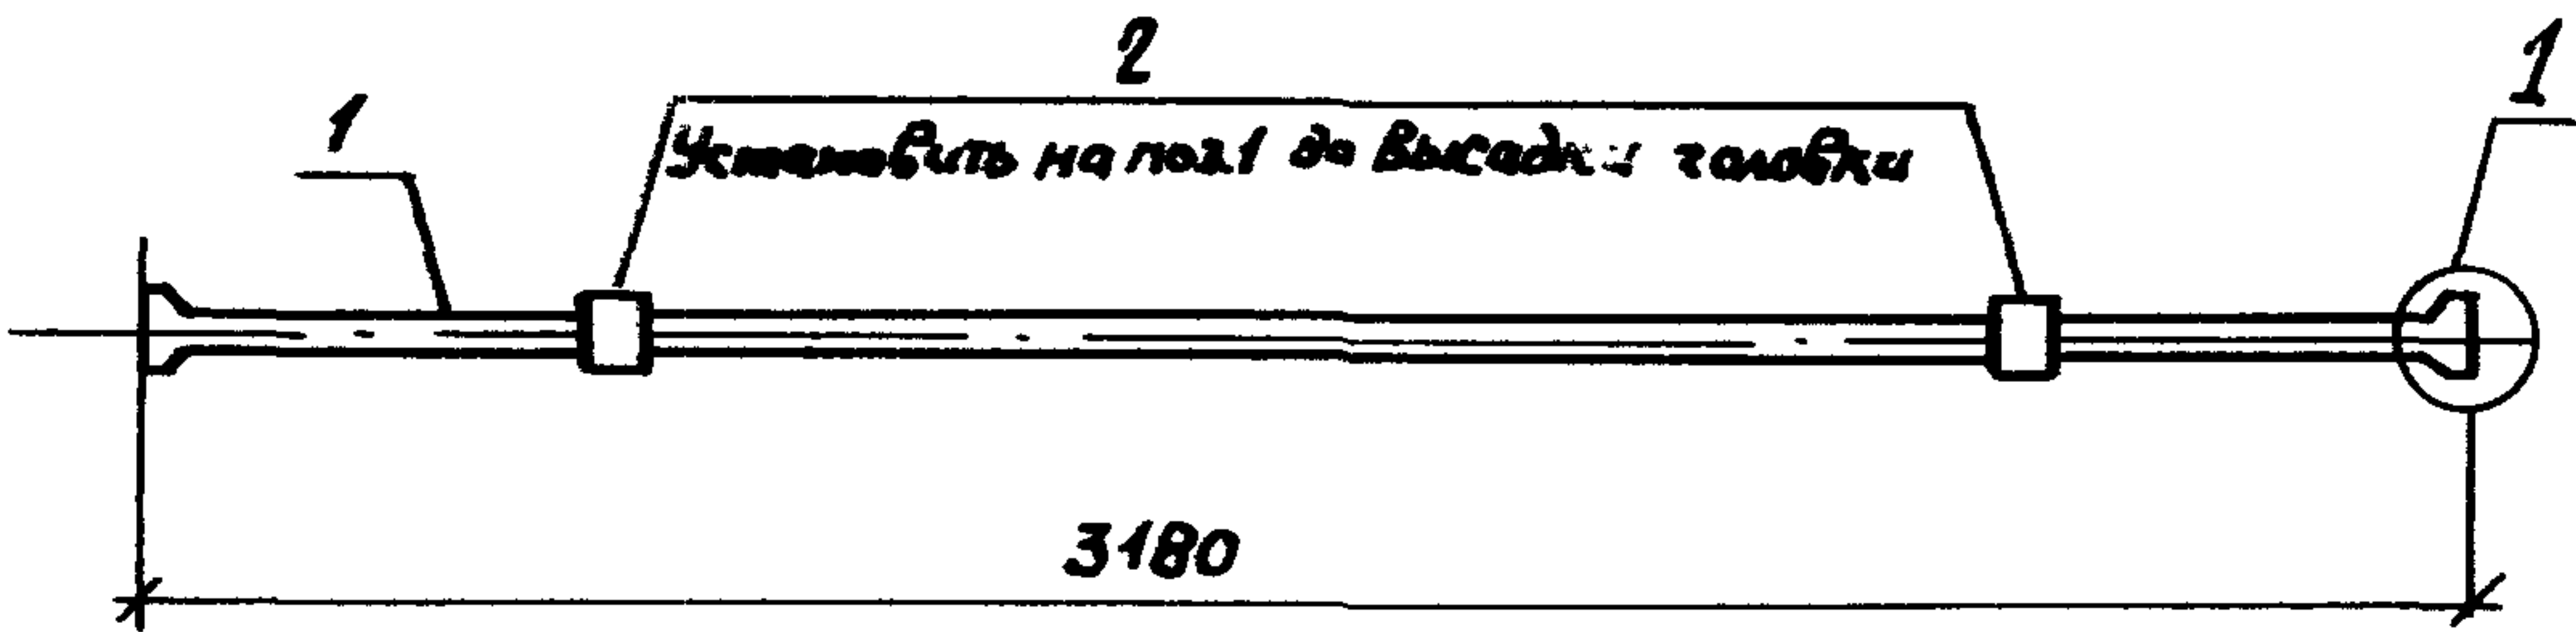 2
1
1
Установить на поз.1 до высадки головки
3180